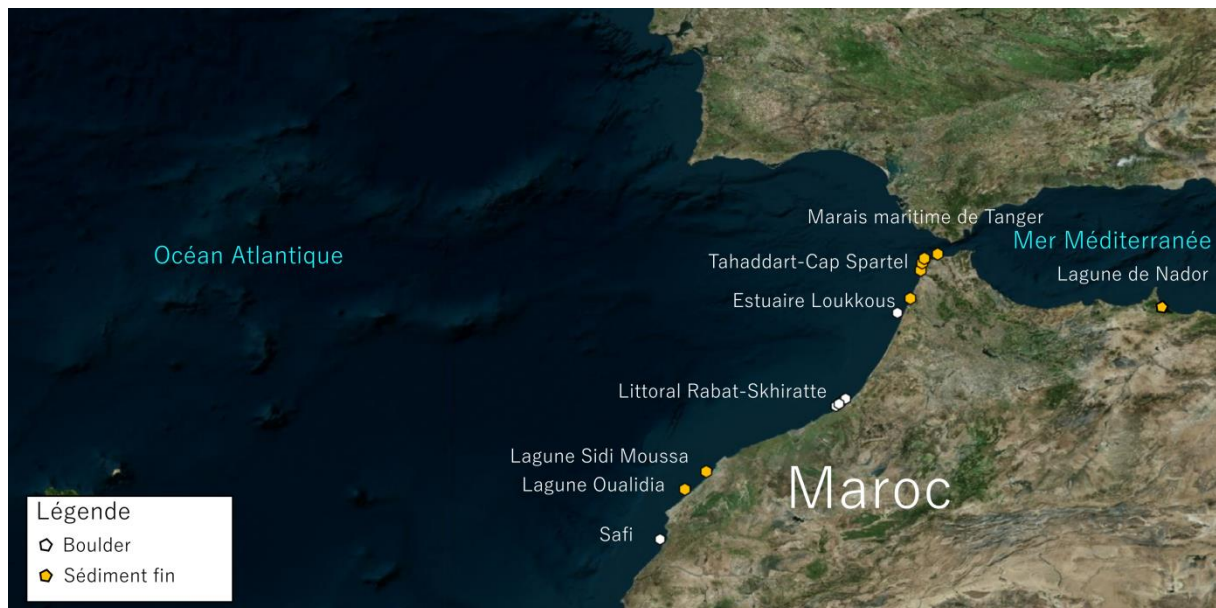 Marais maritime de Tanger
Océan Atlantique
Mer Méditerranée
Tahaddart-Cap Spartel
Lagune de Nador
Estuaire Loukkous
Littoral Rabat-Skhiratte
Lagune Sidi Moussa
Maroc
Lagune Oualidia
Légende
Safi
Boulder
Sédiment fin